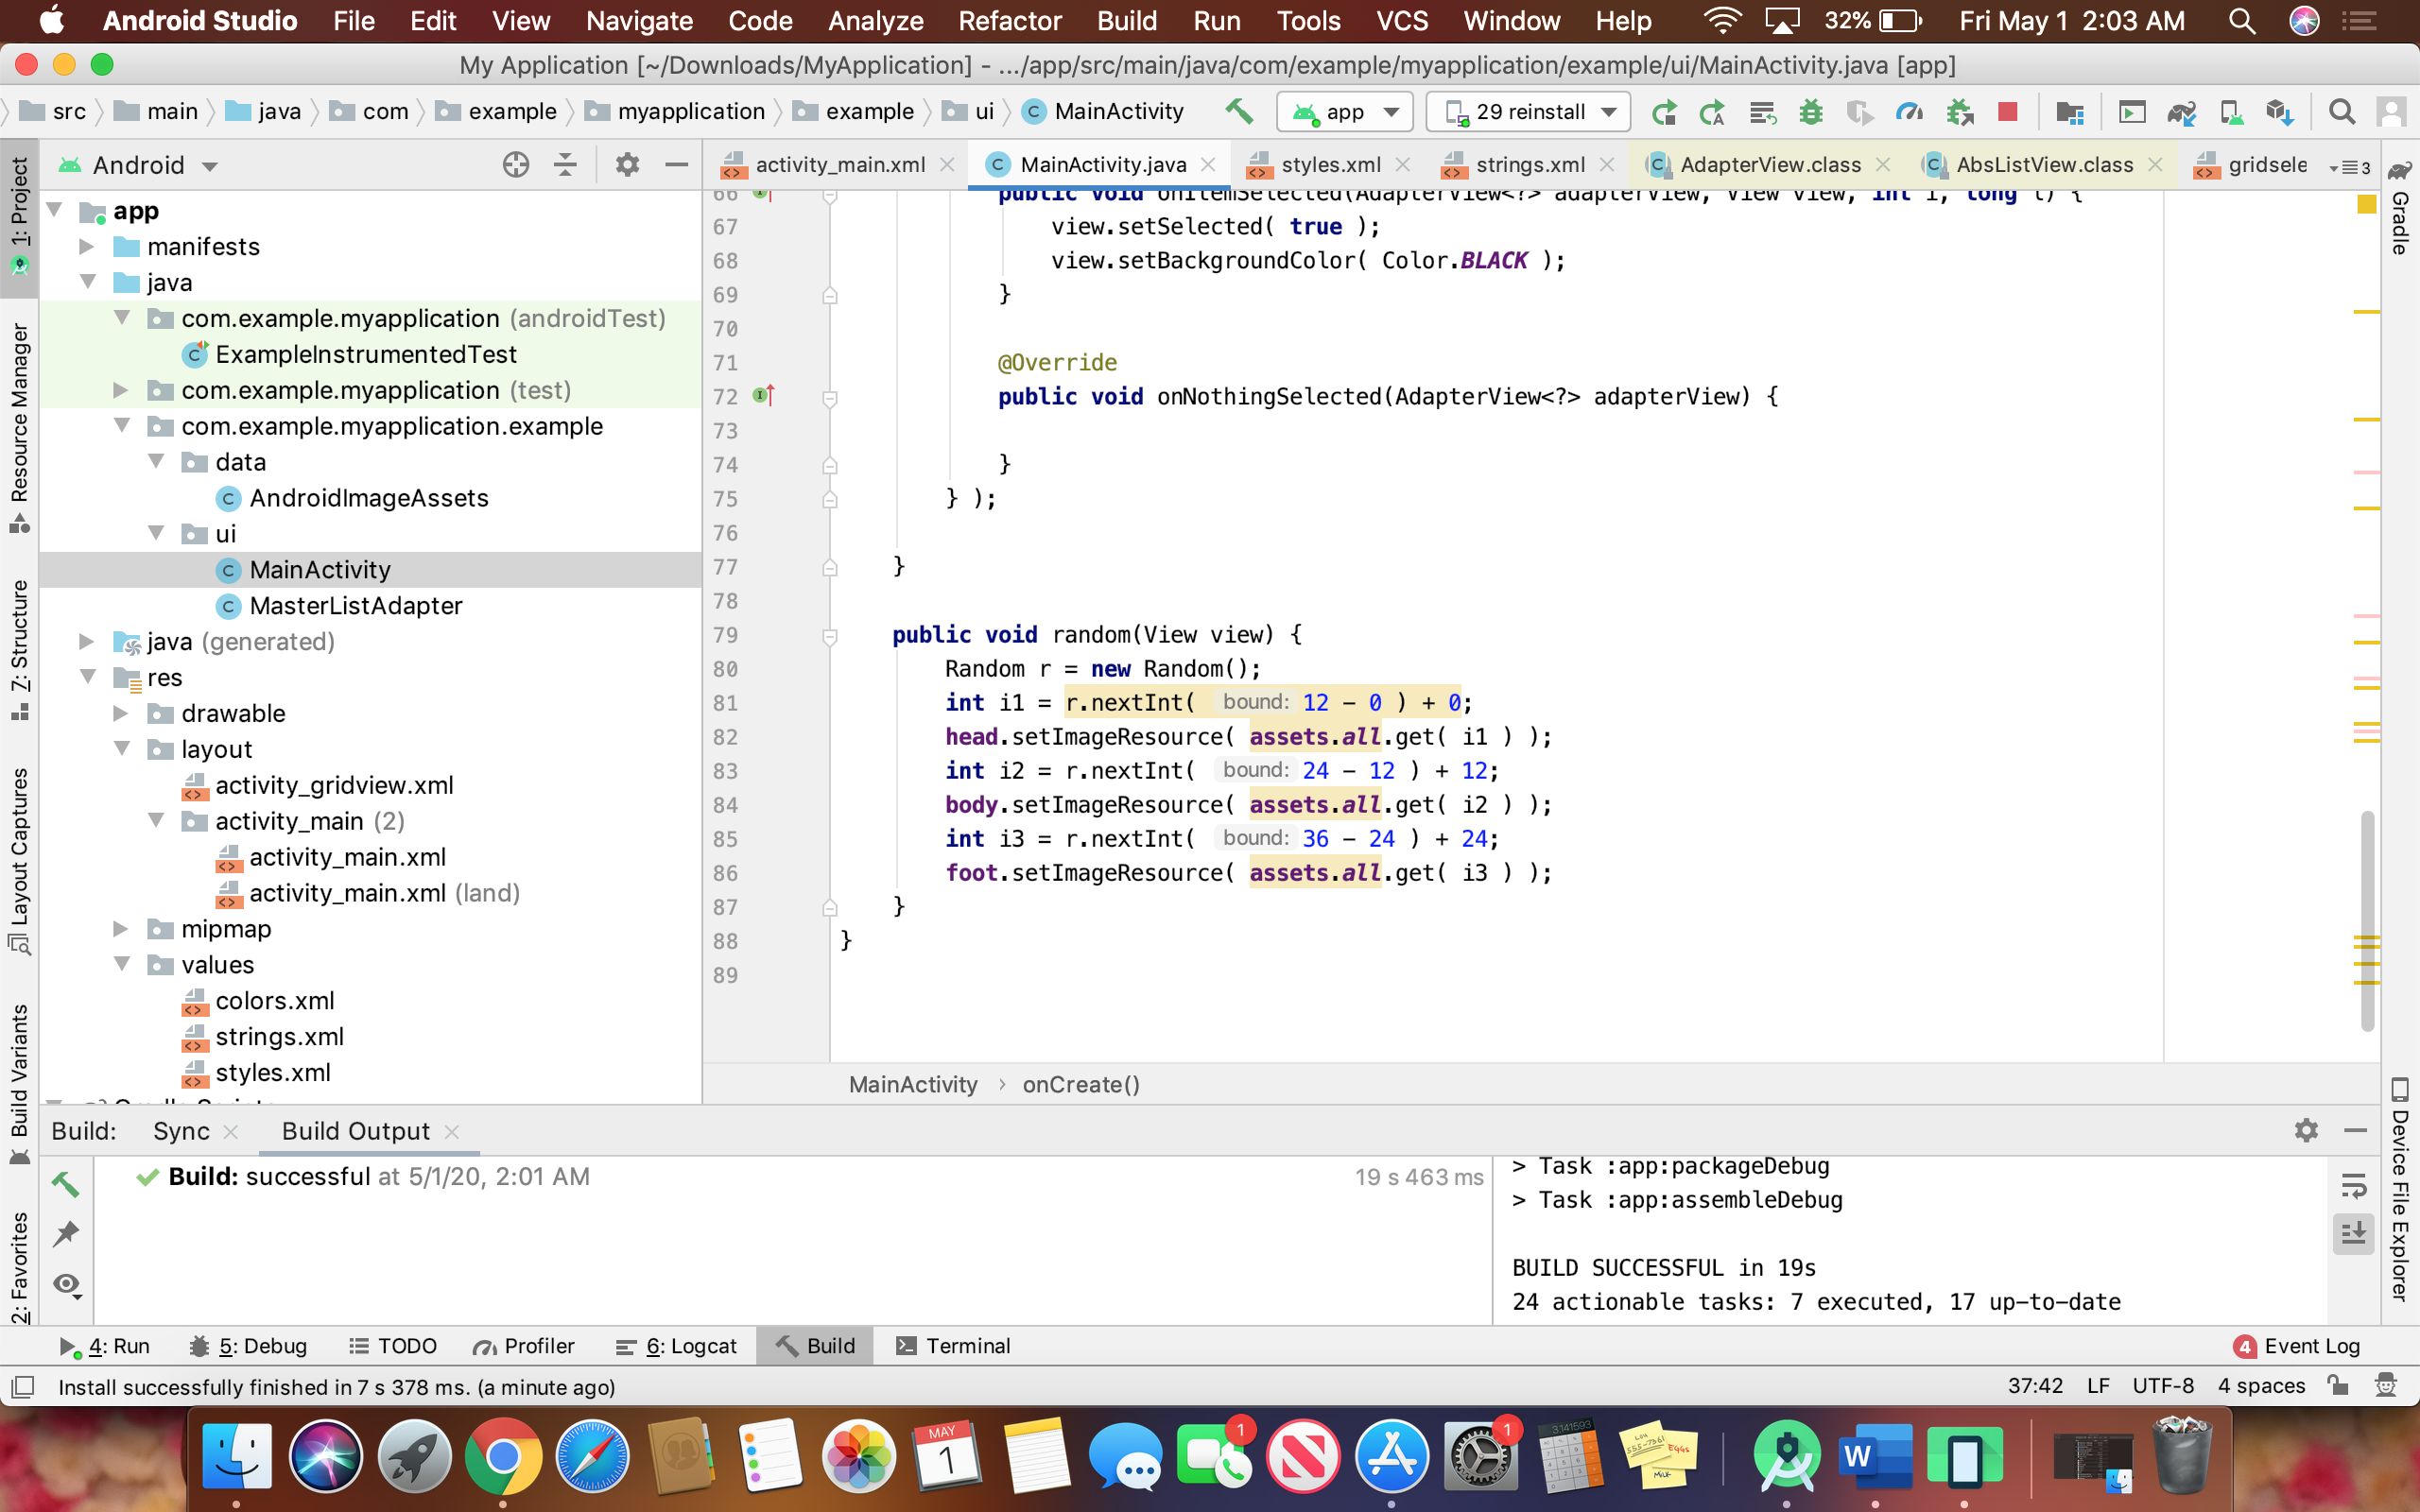 Android Studio File Edit View Navigate Code Analyze Refactor Build Run Tools VCS Window Help 32% Fri May 1 2:03 AM
My Application [~/Downloads/MyApplication] - .../app/src/main/java/com/example/myapplication/example/ui/MainActivity.java [app]
src main java com example myapplication example ui MainActivity app 29 reinstall
Android
activity_main.xml MainActivity.java styles.xml strings.xml AdapterView.class AbsListView.class gridsele 3
1: Project
Resource Manager
Z: Structure
Layout Captures
Build Variants
2: Favorites
app
manifests
java
com.example.myapplication (androidTest)
ExampleInstrumentedTest
com.example.myapplication (test)
com.example.myapplication.example
data
AndroidImageAssets
ui
MainActivity
MasterListAdapter
java (generated)
res
drawable
layout
activity_gridview.xml
activity_main (2)
activity_main.xml
activity_main.xml (land)
mipmap
values
colors.xml
strings.xml
styles.xml
66 public void onItemSelected(AdapterView<?> adapterView, View view, int i, long l) {
67 view.setSelected( true );
68 view.setBackgroundColor( Color.BLACK );
69 }
70
71 @Override
72 public void onNothingSelected(AdapterView<?> adapterView) {
73
74 }
75 } );
76
77 }
78
79 public void random(View view) {
80 Random r = new Random();
81 int i1 = r.nextInt( bound: 12 - 0 ) + 0;
82 head.setImageResource( assets.all.get( i1 ) );
83 int i2 = r.nextInt( bound: 24 - 12 ) + 12;
84 body.setImageResource( assets.all.get( i2 ) );
85 int i3 = r.nextInt( bound: 36 - 24 ) + 24;
86 foot.setImageResource( assets.all.get( i3 ) );
87 }
88 }
89
MainActivity › onCreate()
Gradle
Device File Explorer
Build: Sync Build Output
Build: successful at 5/1/20, 2:01 AM 19 s 463 ms
> Task :app:packageDebug
> Task :app:assembleDebug
BUILD SUCCESSFUL in 19s
24 actionable tasks: 7 executed, 17 up-to-date
4: Run 5: Debug TODO Profiler 6: Logcat Build Terminal 4 Event Log
Install successfully finished in 7 s 378 ms. (a minute ago) 37:42 LF UTF-8 4 spaces
MAY
1
1
1
3.141593
EGGS
MILK
W